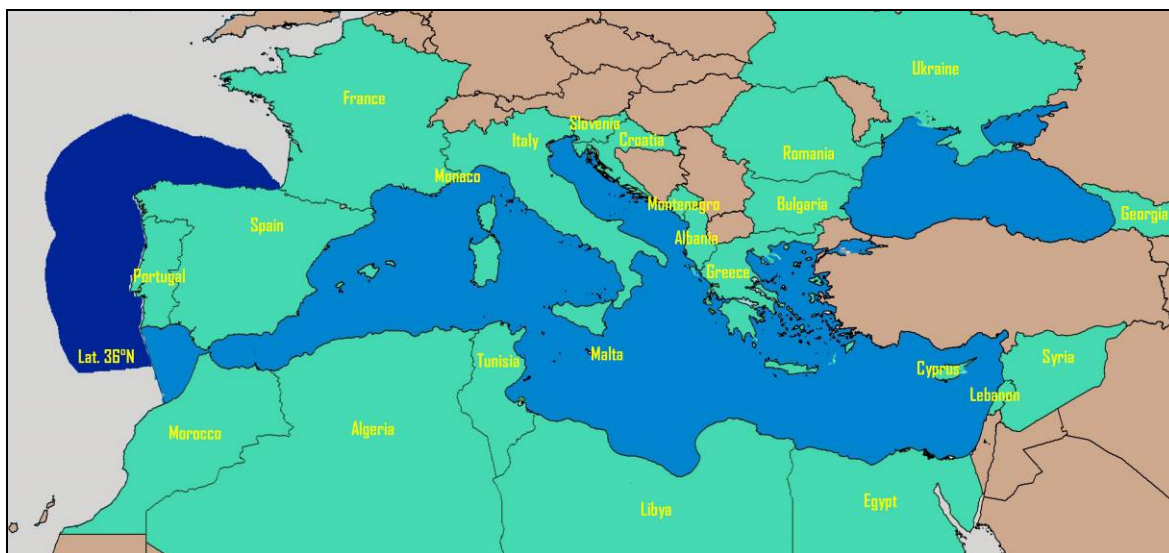 Ukraine
France
Slovenia
Italy
Croatia
Romania
Monaco
Montenegro
Bulgaria
Georgia
Spain
Albania
Portugal
Greece
Lat. 36°N
Tunisia
Malta
Cyprus
Syria
Lebanon
Morocco
Algeria
Libya
Egypt